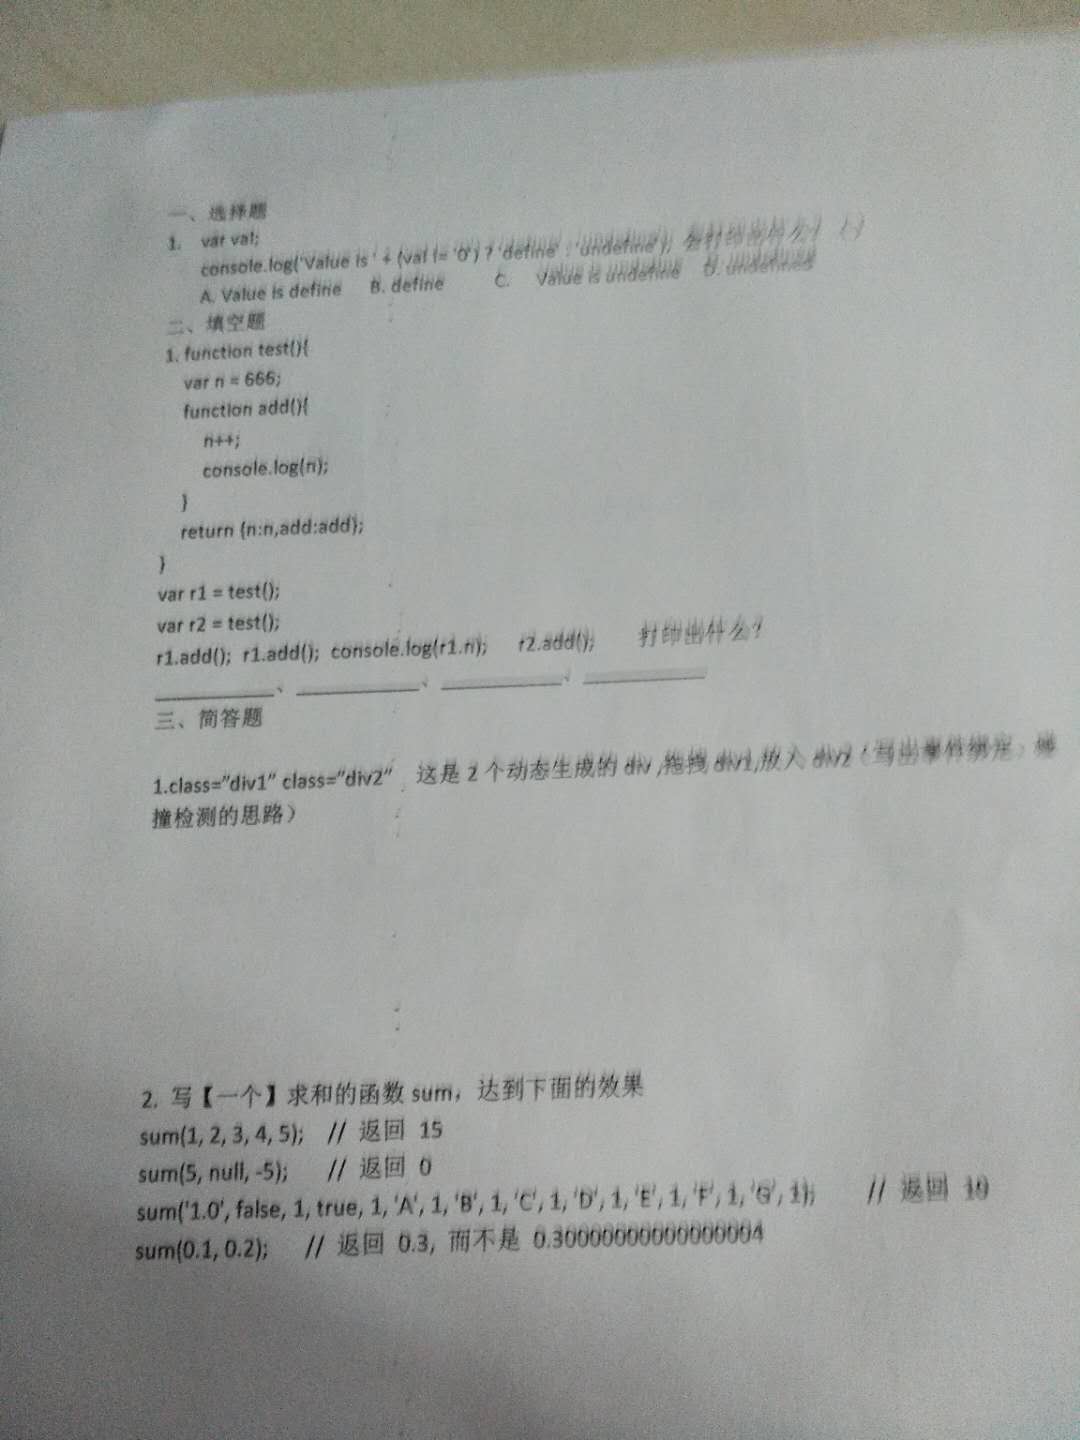 一、选择题
1. var val;
console.log('Value is ' + (val != '0') ? 'define' : 'undefine'); 会打印出什么? ( )
A. Value is define B. define C. Value is undefine D. undefined
二、填空题
1. function test(){
var n = 666;
function add(){
n++;
console.log(n);
}
return {n:n,add:add};
}
var r1 = test();
var r2 = test();
r1.add(); r1.add(); console.log(r1.n); r2.add(); 打印出什么?
、 、 、
三、简答题
1.class="div1" class="div2" 这是 2 个动态生成的 div ,拖拽 div1,放入 div2（写出事件绑定、碰
撞检测的思路）
2. 写【一个】求和的函数 sum，达到下面的效果
sum(1, 2, 3, 4, 5); // 返回 15
sum(5, null, -5); // 返回 0
sum('1.0', false, 1, true, 1, 'A', 1, 'B', 1, 'C', 1, 'D', 1, 'E', 1, 'F', 1, 'G', 1); // 返回 10
sum(0.1, 0.2); // 返回 0.3, 而不是 0.30000000000000004